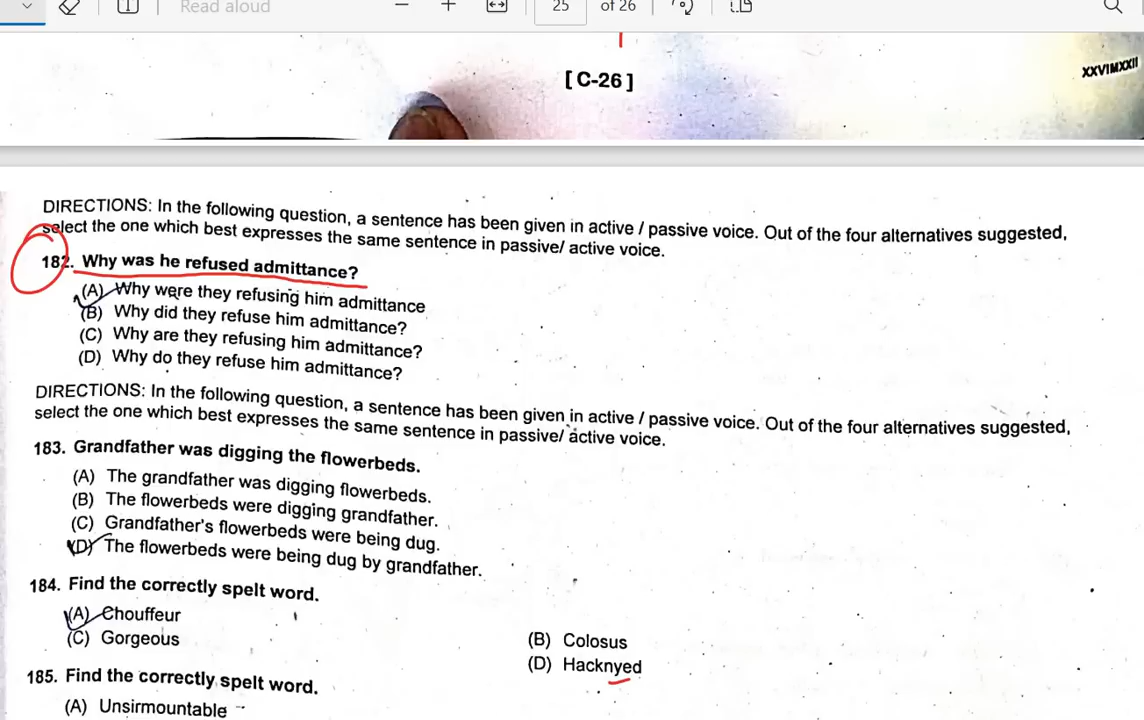 Read aloud
25 of 26
[C-26]
XXVIMXXII
DIRECTIONS: In the following question, a sentence has been given in active / passive voice. Out of the four alternatives suggested,
select the one which best expresses the same sentence in passive/ active voice.
182. Why was he refused admittance?
(A) Why were they refusing him admittance
(B) Why did they refuse him admittance?
(C) Why are they refusing him admittance?
(D) Why do they refuse him admittance?
DIRECTIONS: In the following question, a sentence has been given in active / passive voice. Out of the four alternatives suggested,
select the one which best expresses the same sentence in passive/ active voice.
183. Grandfather was digging the flowerbeds.
(A) The grandfather was digging flowerbeds.
(B) The flowerbeds were digging grandfather.
(C) Grandfather's flowerbeds were being dug.
(D) The flowerbeds were being dug by grandfather.
184. Find the correctly spelt word.
(A) Chouffeur
(B) Colosus
(C) Gorgeous
(D) Hacknyed
185. Find the correctly spelt word.
(A) Unsirmountable